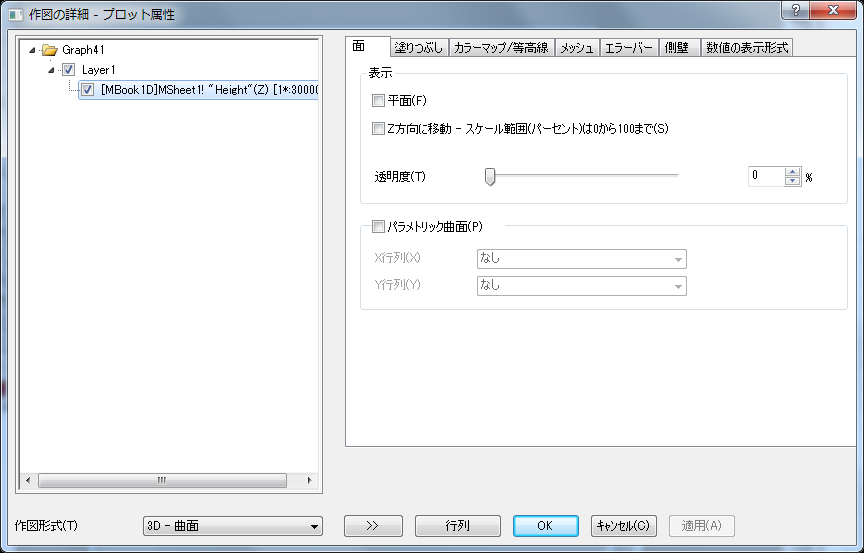 作図の詳細 - プロット属性
Graph41
Layer1
[MBook1D]MSheet1! "Height"(Z) [1*:30000
面 塗りつぶし カラーマップ/等高線 メッシュ エラーバー 側壁 数値の表示形式
表示
平面(F)
Z方向に移動 - スケール範囲(パーセント)は0から100まで(S)
透明度(T) 0 %
パラメトリック曲面(P)
X行列(X) なし
Y行列(Y) なし
作図形式(T) 3D - 曲面 >> 行列 OK キャンセル(C) 適用(A)